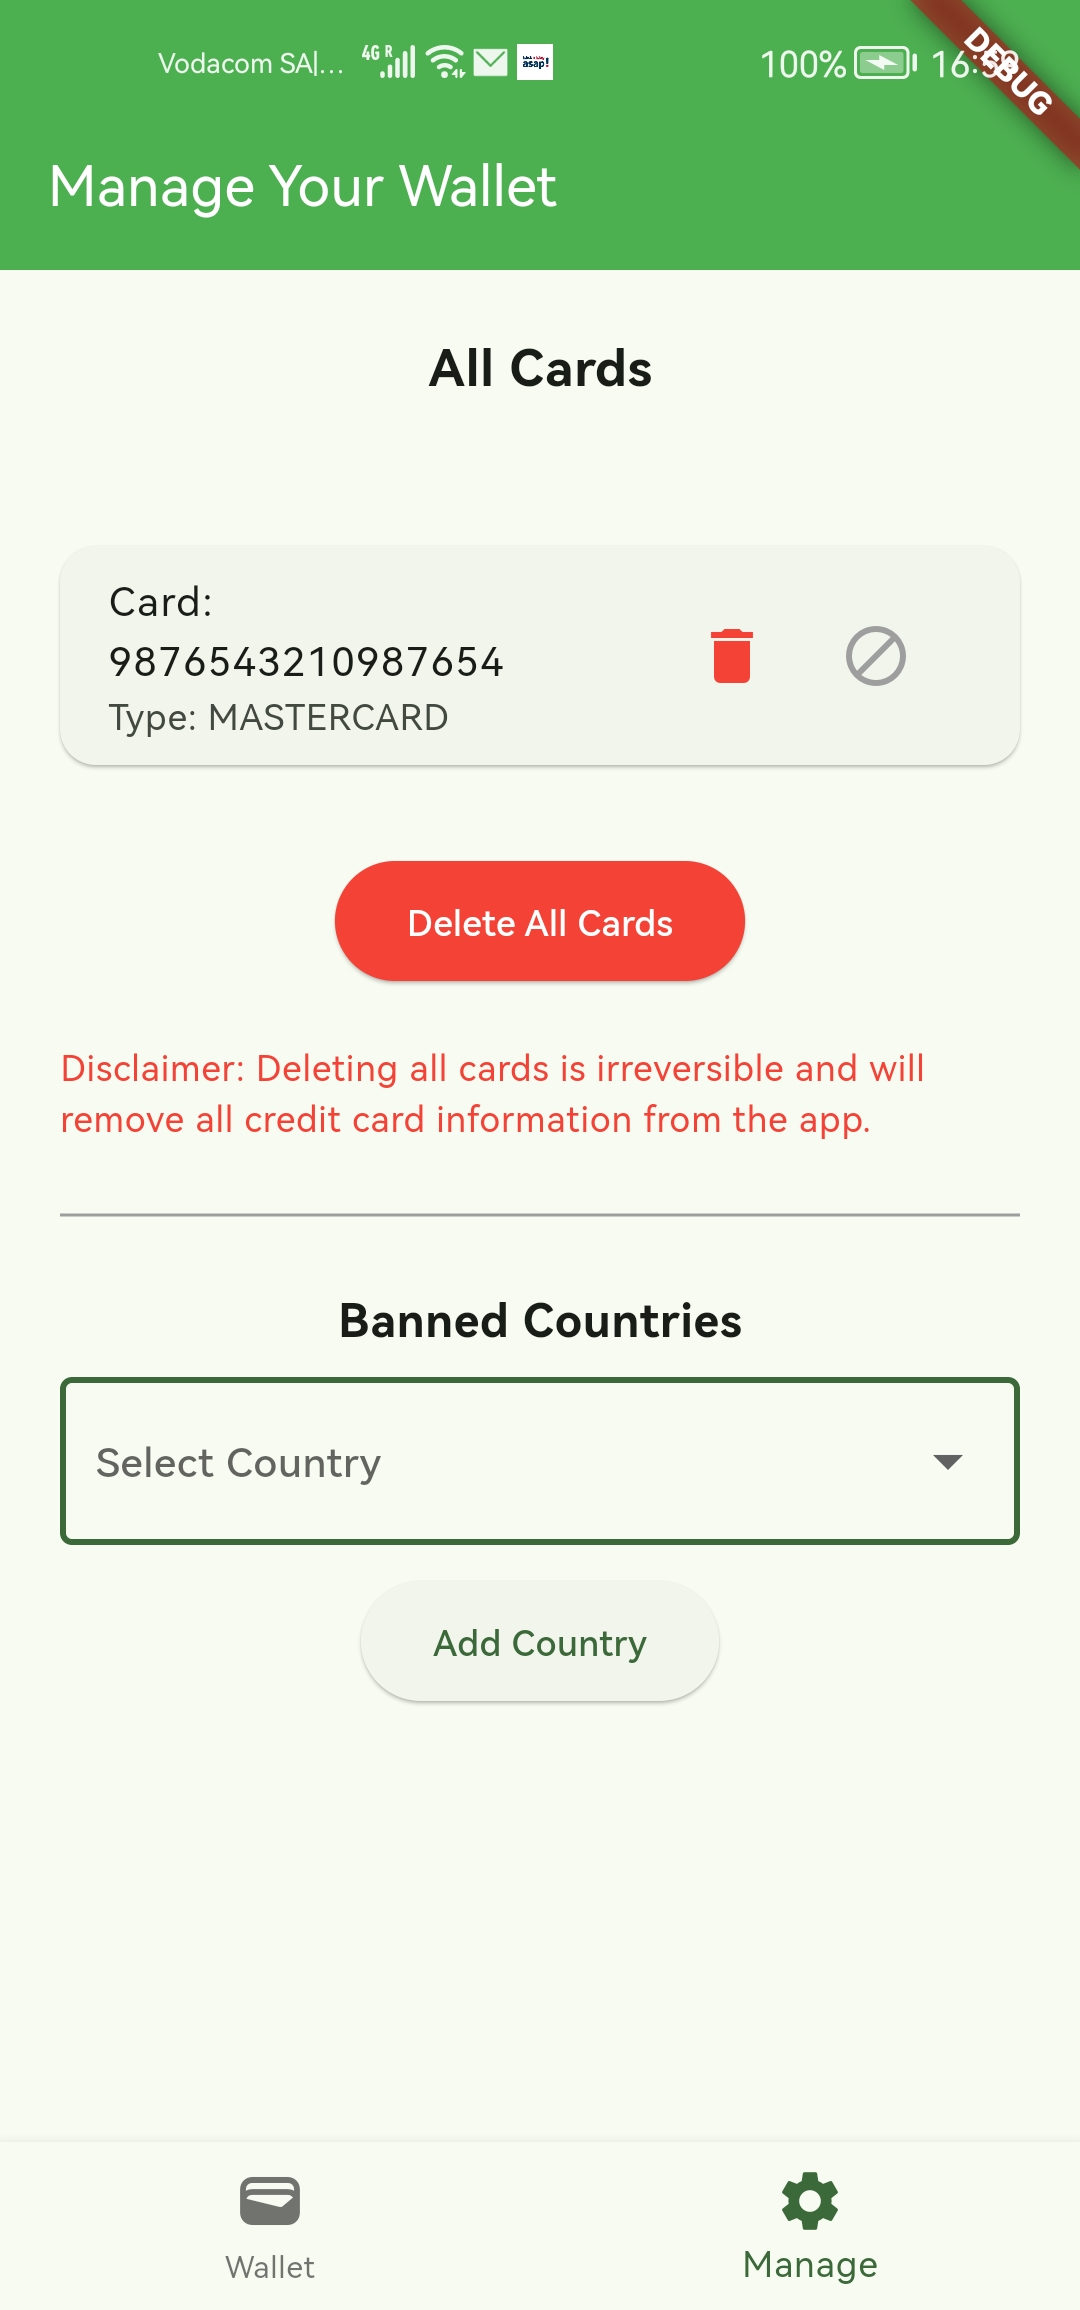 Vodacom SA|... 4G R asap! 100%
DEBUG
Manage Your Wallet
All Cards
Card:
9876543210987654
Type: MASTERCARD
Delete All Cards
Disclaimer: Deleting all cards is irreversible and will
remove all credit card information from the app.
Banned Countries
Select Country
Add Country
Wallet
Manage